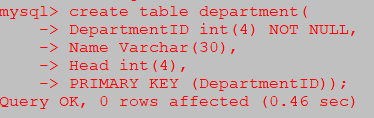 mysql> create table department(
    -> DepartmentID int(4) NOT NULL,
    -> Name Varchar(30),
    -> Head int(4),
    -> PRIMARY KEY (DepartmentID));
Query OK, 0 rows affected (0.46 sec)